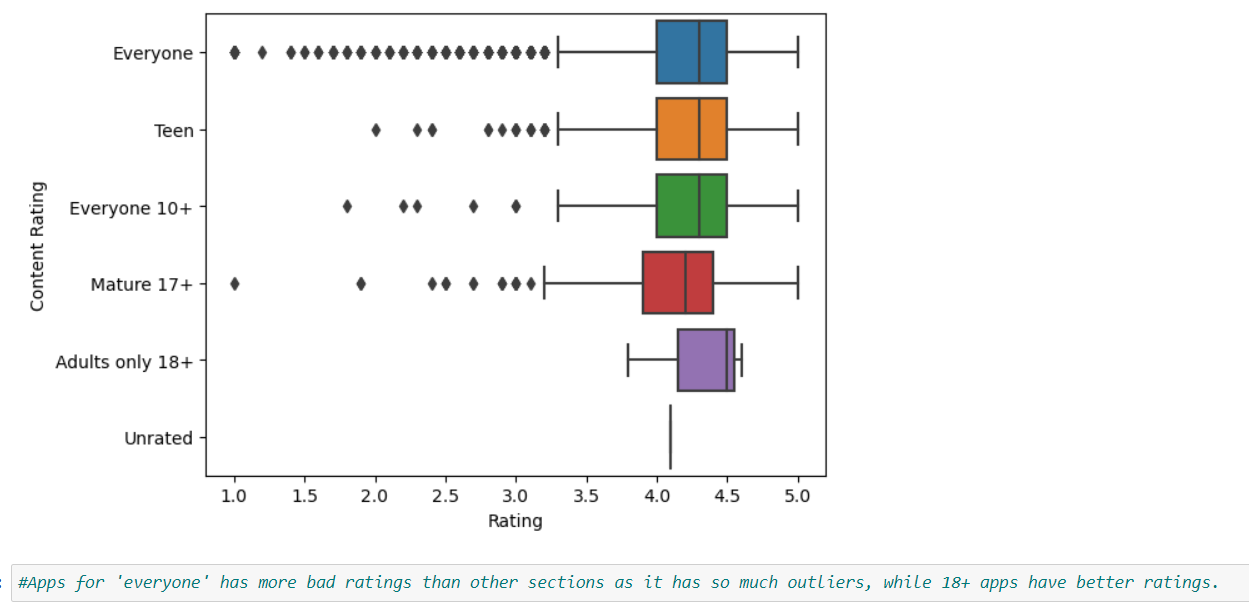 Everyone
Teen
Everyone 10+
Mature 17+
Adults only 18+
Unrated
Content Rating
1.0 1.5 2.0 2.5 3.0 3.5 4.0 4.5 5.0
Rating
: #Apps for 'everyone' has more bad ratings than other sections as it has so much outliers, while 18+ apps have better ratings.